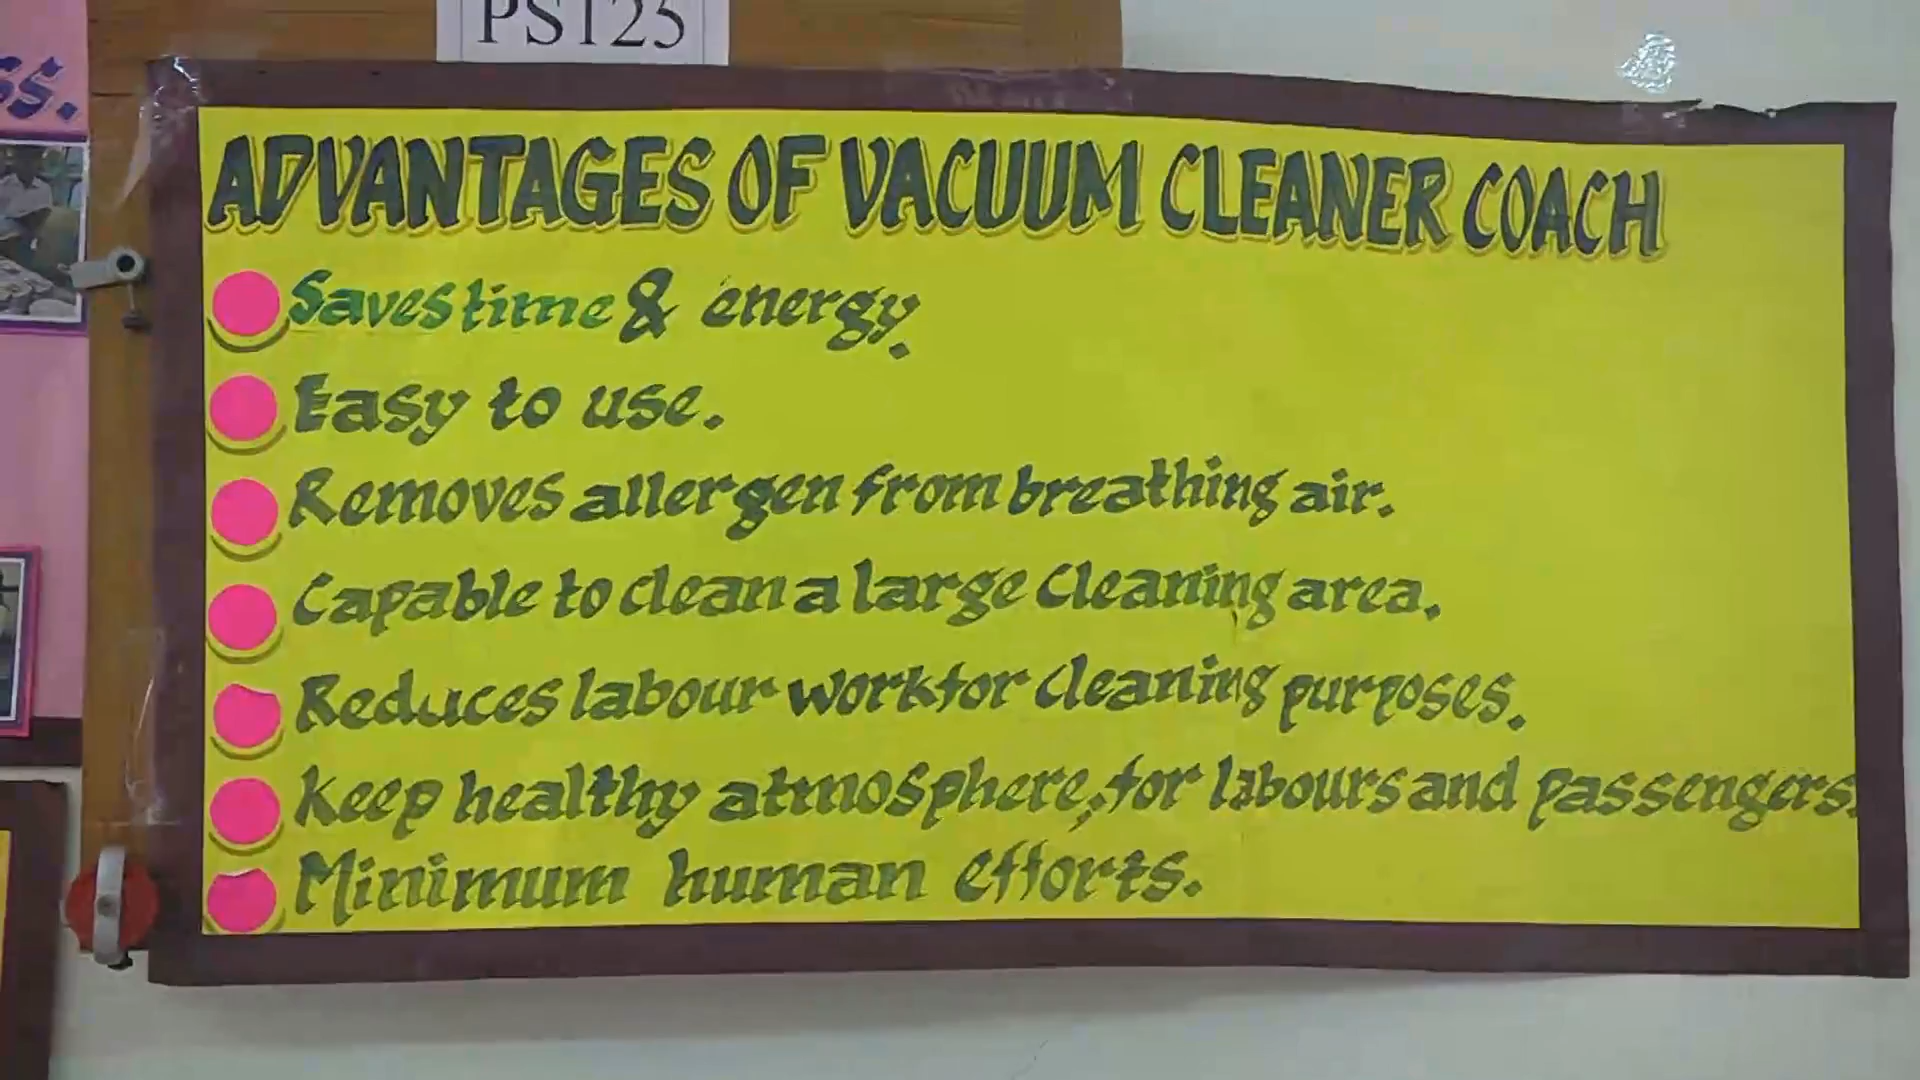 PS125
ss.
ADVANTAGES OF VACUUM CLEANER COACH
Saves time & energy.
Easy to use.
Removes allergen from breathing air.
Capable to clean a large cleaning area.
Reduces labour work for cleaning purposes.
Keep healthy atmosphere, for labours and passengers.
Minimum human efforts.